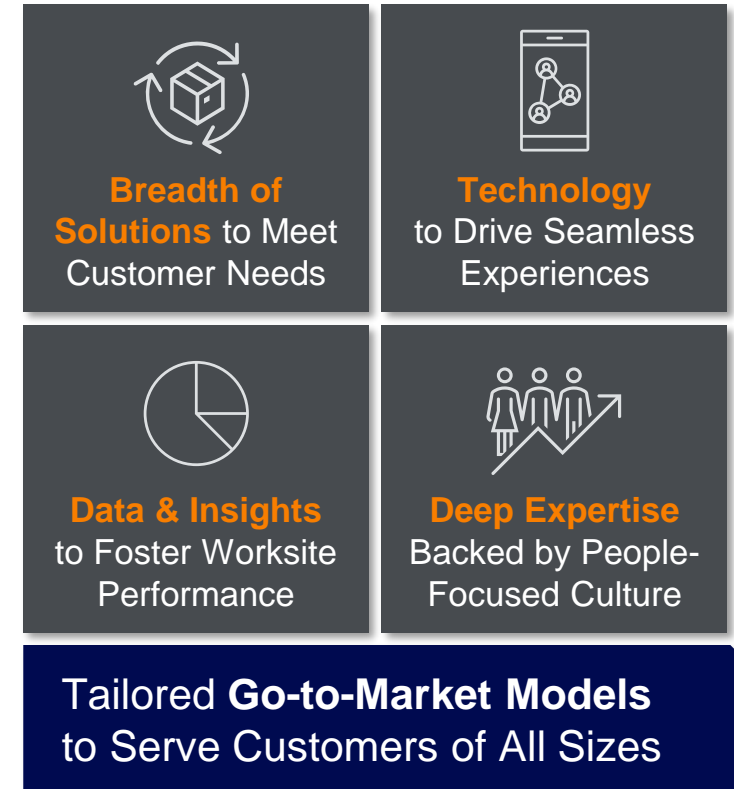 Breadth of
Solutions to Meet
Customer Needs
Technology
to Drive Seamless
Experiences
Data & Insights
to Foster Worksite
Performance
Deep Expertise
Backed by People-
Focused Culture
Tailored Go-to-Market Models
to Serve Customers of All Sizes